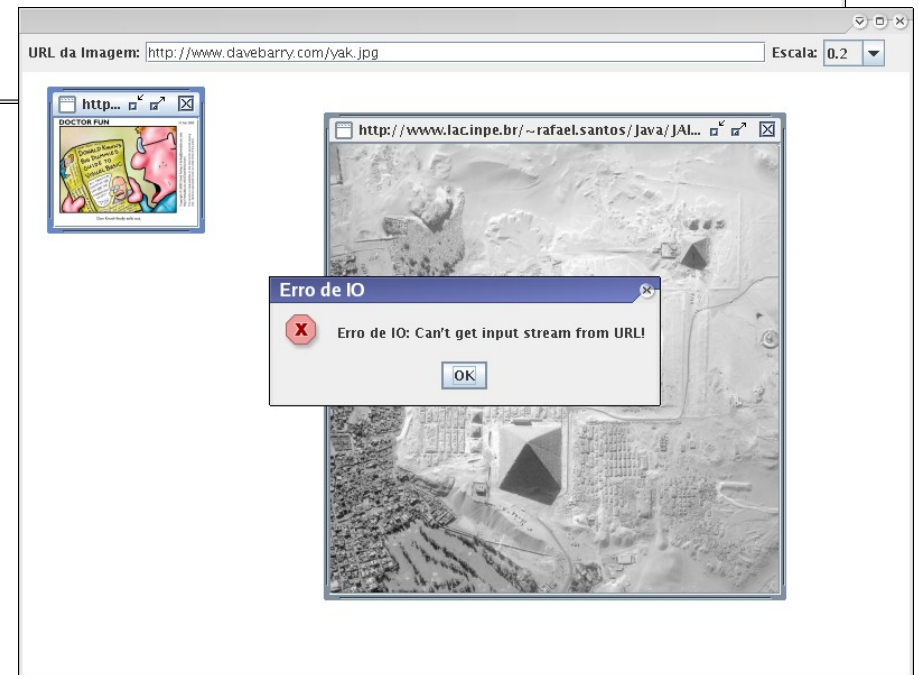 URL da Imagem: http://www.davebarry.com/yak.jpg Escala: 0.2
http...
DOCTOR FUN
http://www.lac.inpe.br/~rafael.santos/Java/JAI...
Erro de IO
Erro de IO: Can't get input stream from URL!
OK